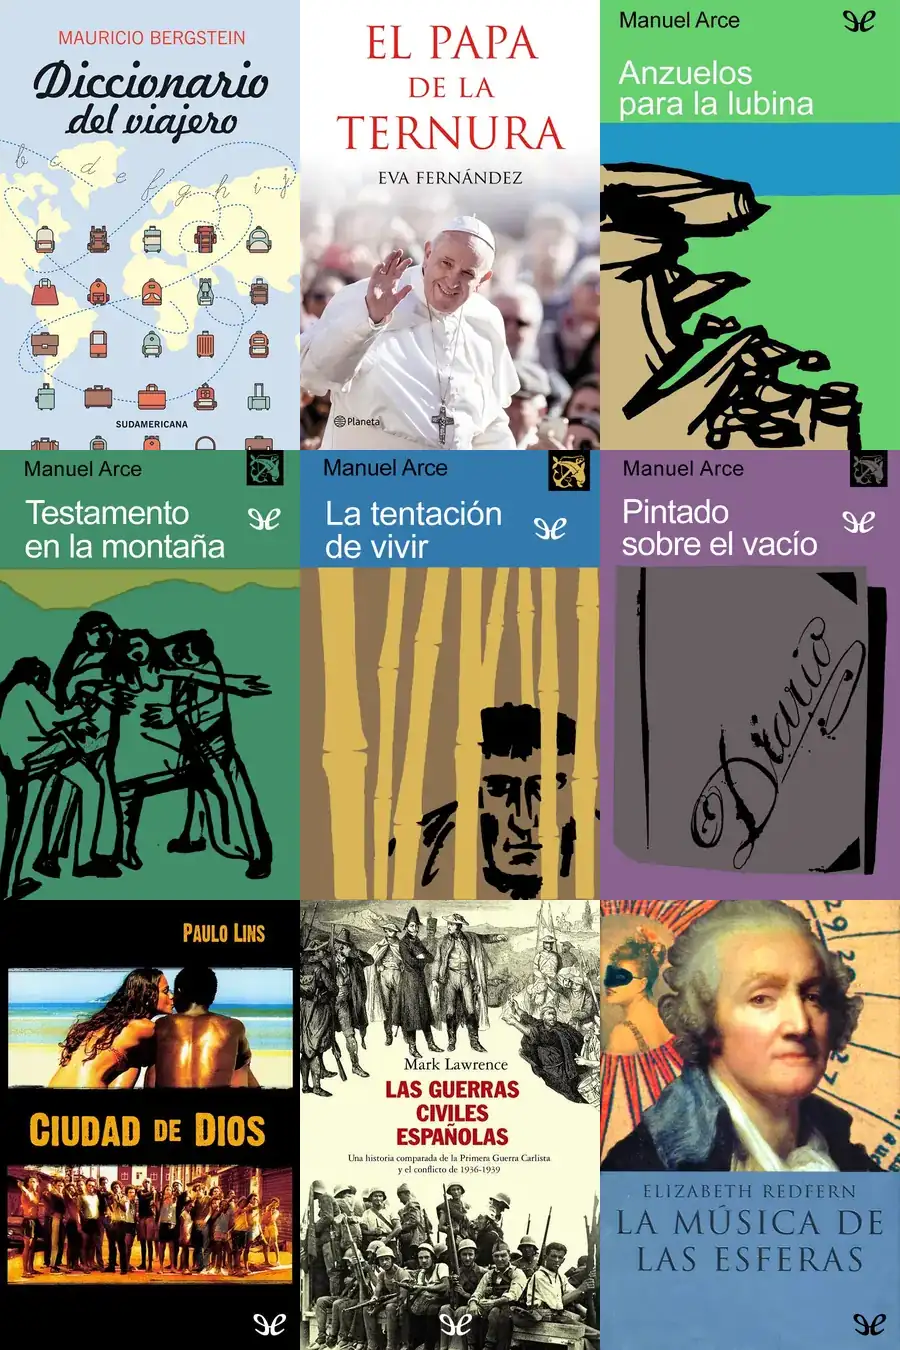 MAURICIO BERGSTEIN
Diccionario
del viajero
b c d e f g h i j
SUDAMERICANA
EL PAPA
DE LA
TERNURA
EVA FERNÁNDEZ
Planeta
Manuel Arce
Anzuelos
para la lubina
Manuel Arce
Testamento
en la montaña
Manuel Arce
La tentación
de vivir
Manuel Arce
Pintado
sobre el vacío
Diario
PAULO LINS
CIUDAD DE DIOS
Mark Lawrence
LAS GUERRAS
CIVILES
ESPAÑOLAS
Una historia comparada de la Primera Guerra Carlista
y el conflicto de 1936-1939
ELIZABETH REDFERN
LA MÚSICA DE
LAS ESFERAS